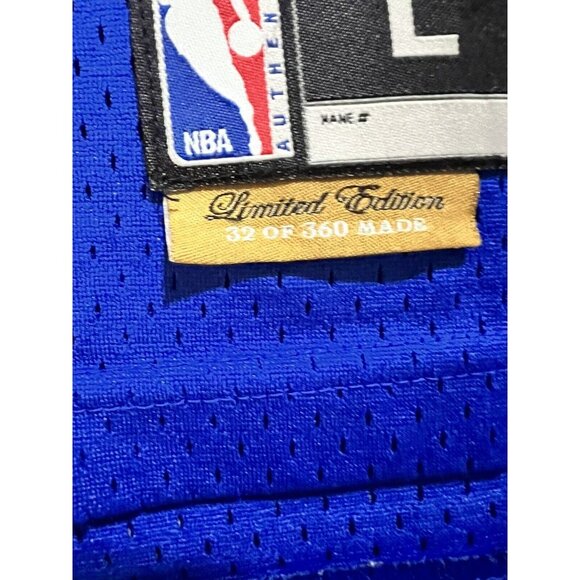 L
NBA
AUTHEN
NAME #
Limited Edition
32 OF 360 MADE